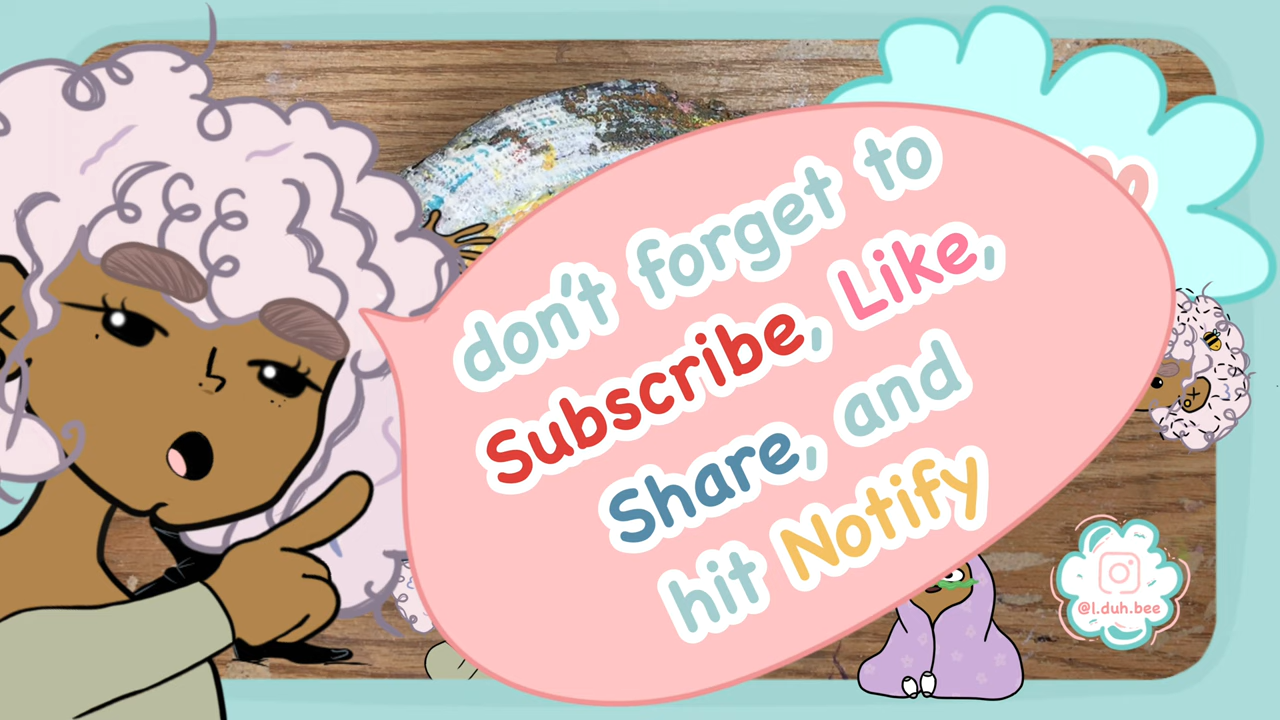 don't forget to
Subscribe, Like,
Share, and
hit Notify
@l.duh.bee